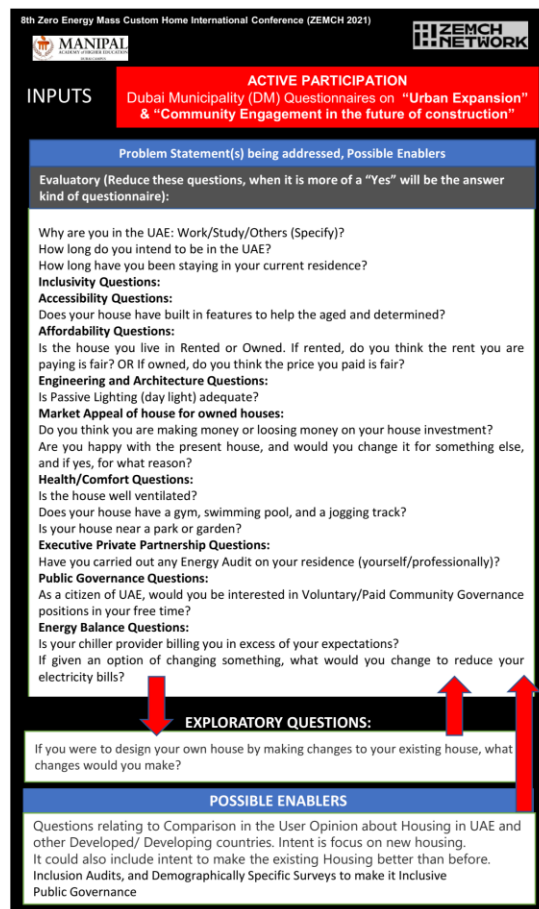 8th Zero Energy Mass Custom Home International Conference (ZEMCH 2021)
ZEMCH
NETWORK
MANIPAL
ACADEMY of HIGHER EDUCATION
INPUTS
ACTIVE PARTICIPATION
Dubai Municipality (DM) Questionnaires on “Urban Expansion”
& “Community Engagement in the future of construction”
Problem Statement(s) being addressed, Possible Enablers
Evaluatory (Reduce these questions, when it is more of a “Yes” will be the answer
kind of questionnaire):
Why are you in the UAE: Work/Study/Others (Specify)?
How long do you intend to be in the UAE?
How long have you been staying in your current residence?
Inclusivity Questions:
Accessibility Questions:
Does your house have built in features to help the aged and determined?
Affordability Questions:
Is the house you live in Rented or Owned. If rented, do you think the rent you are
paying is fair? OR If owned, do you think the price you paid is fair?
Engineering and Architecture Questions:
Is Passive Lighting (day light) adequate?
Market Appeal of house for owned houses:
Do you think you are making money or loosing money on your house investment?
Are you happy with the present house, and would you change it for something else,
and if yes, for what reason?
Health/Comfort Questions:
Is the house well ventilated?
Does your house have a gym, swimming pool, and a jogging track?
Is your house near a park or garden?
Executive Private Partnership Questions:
Have you carried out any Energy Audit on your residence (yourself/professionally)?
Public Governance Questions:
As a citizen of UAE, would you be interested in Voluntary/Paid Community Governance
positions in your free time?
Energy Balance Questions:
Is your chiller provider billing you in excess of your expectations?
If given an option of changing something, what would you change to reduce your
electricity bills?
EXPLORATORY QUESTIONS:
If you were to design your own house by making changes to your existing house, what
changes would you make?
POSSIBLE ENABLERS
Questions relating to Comparison in the User Opinion about Housing in UAE and
other Developed/ Developing countries. Intent is focus on new housing.
It could also include intent to make the existing Housing better than before.
Inclusion Audits, and Demographically Specific Surveys to make it Inclusive
Public Governance